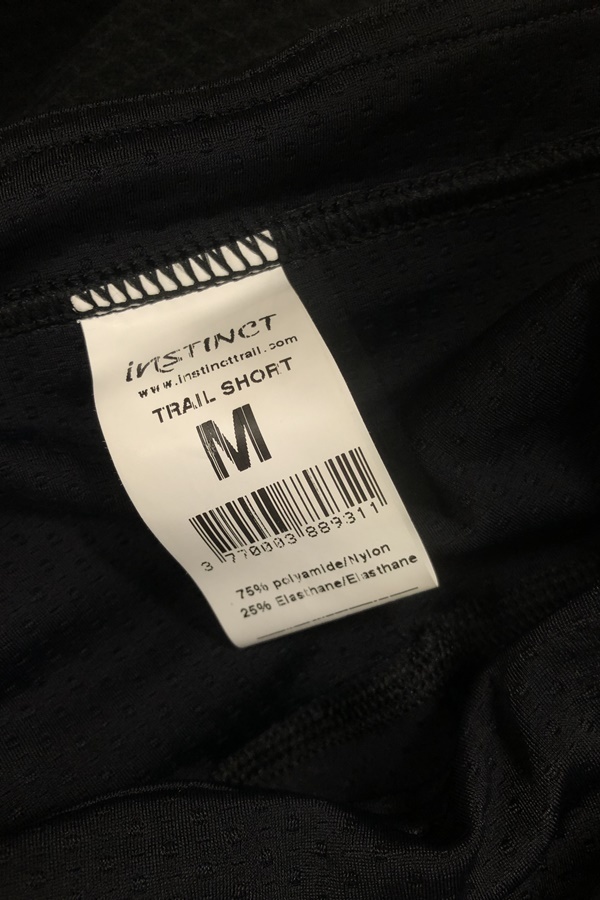 iNSTINCT
www.instincttrail.com
TRAIL SHORT
M
3 770003 889311
75% polyamide/Nylon
25% Elasthane/Elasthane